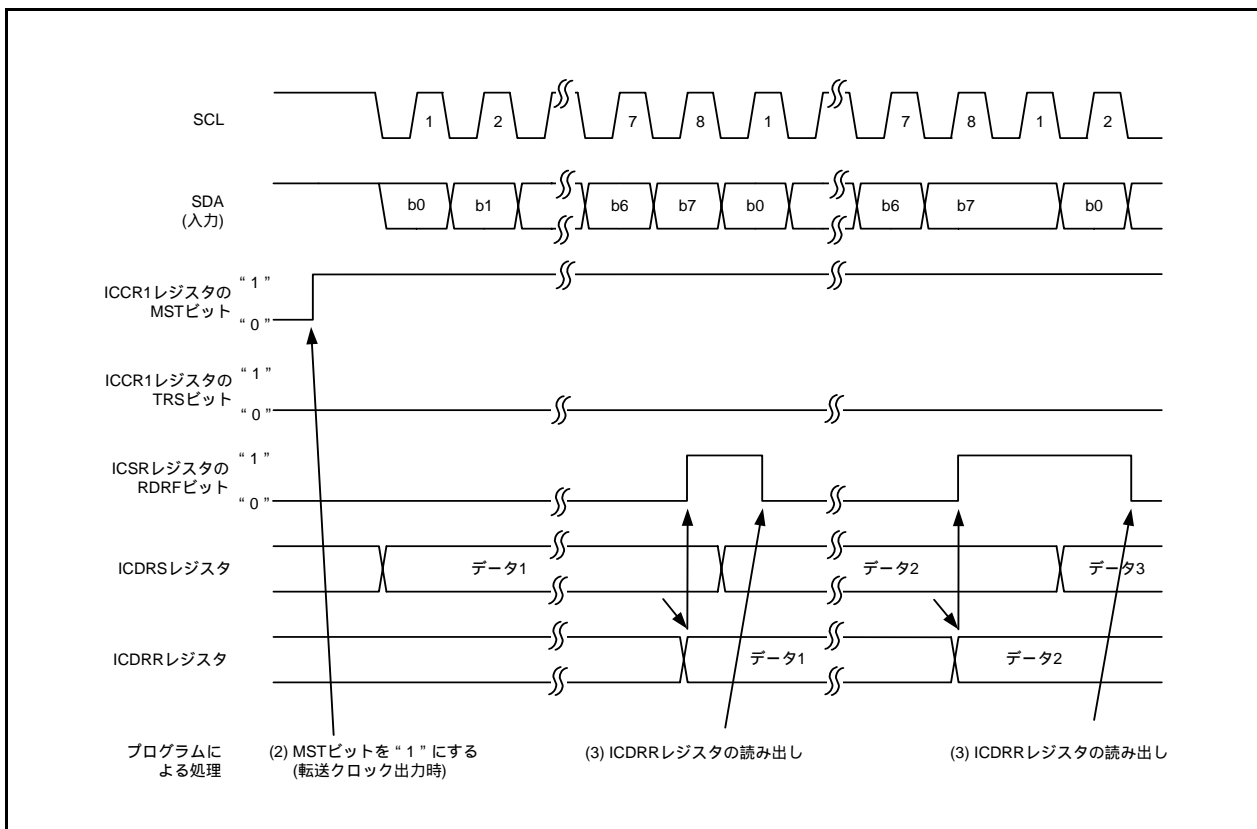 SCL
1 2 7 8 1 7 8 1 2
SDA
(入力)
b0 b1 b6 b7 b0 b6 b7 b0
ICCR1レジスタの
MSTビット
“ 1 ”
“ 0 ”
ICCR1レジスタの
TRSビット
“ 1 ”
“ 0 ”
ICSRレジスタの
RDRFビット
“ 1 ”
“ 0 ”
ICDRSレジスタ
データ1 データ2 データ3
ICDRRレジスタ
データ1 データ2
プログラムに
よる処理
(2) MSTビットを “ 1 ” にする
(転送クロック出力時)
(3) ICDRRレジスタの読み出し
(3) ICDRRレジスタの読み出し